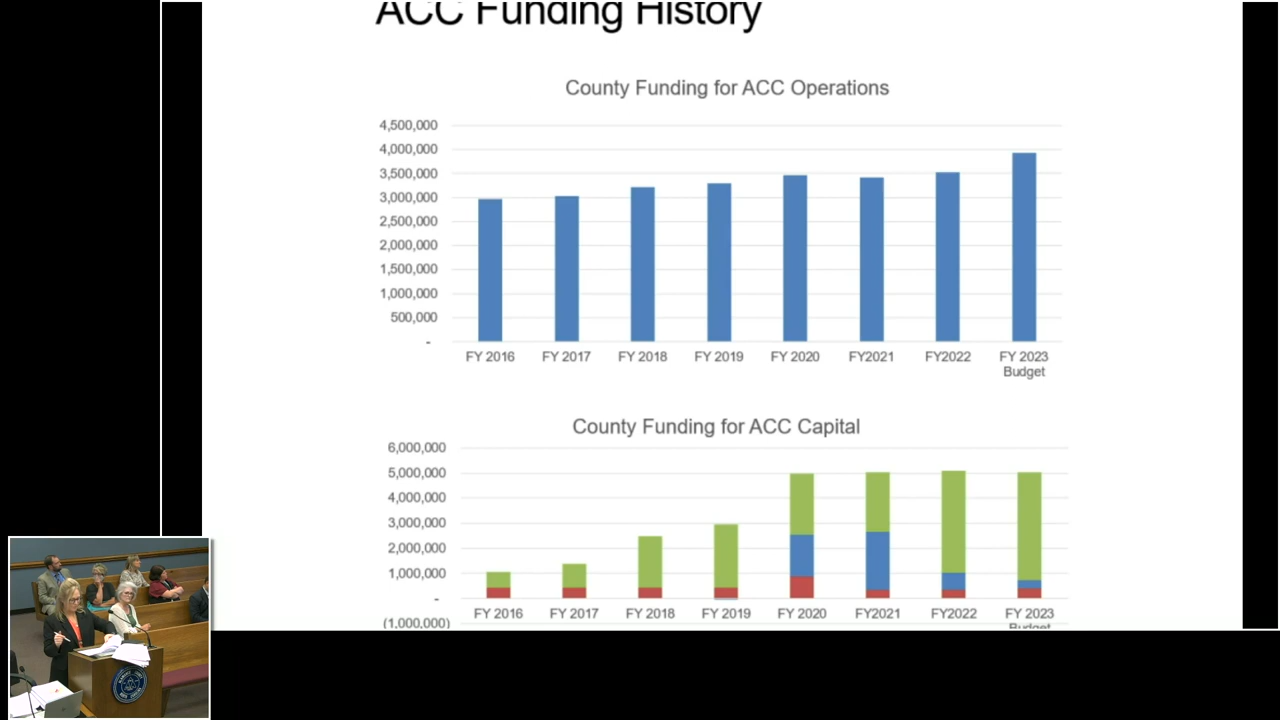 ACC Funding History
County Funding for ACC Operations
4,500,000
4,000,000
3,500,000
3,000,000
2,500,000
2,000,000
1,500,000
1,000,000
500,000
-
FY 2016 FY 2017 FY 2018 FY 2019 FY 2020 FY2021 FY2022 FY 2023
Budget
County Funding for ACC Capital
6,000,000
5,000,000
4,000,000
3,000,000
2,000,000
1,000,000
-
FY 2016 FY 2017 FY 2018 FY 2019 FY 2020 FY2021 FY2022 FY 2023
(1,000,000) Budget